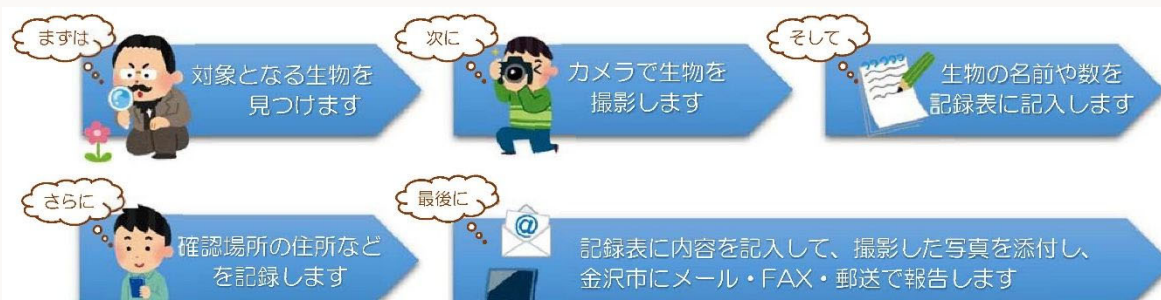 まずは
対象となる生物を
見つけます
次に
カメラで生物を
撮影します
そして
生物の名前や数を
記録表に記入します
さらに
確認場所の住所など
を記録します
最後に
@
記録表に内容を記入して、撮影した写真を添付し、
金沢市にメール・FAX・郵送で報告します